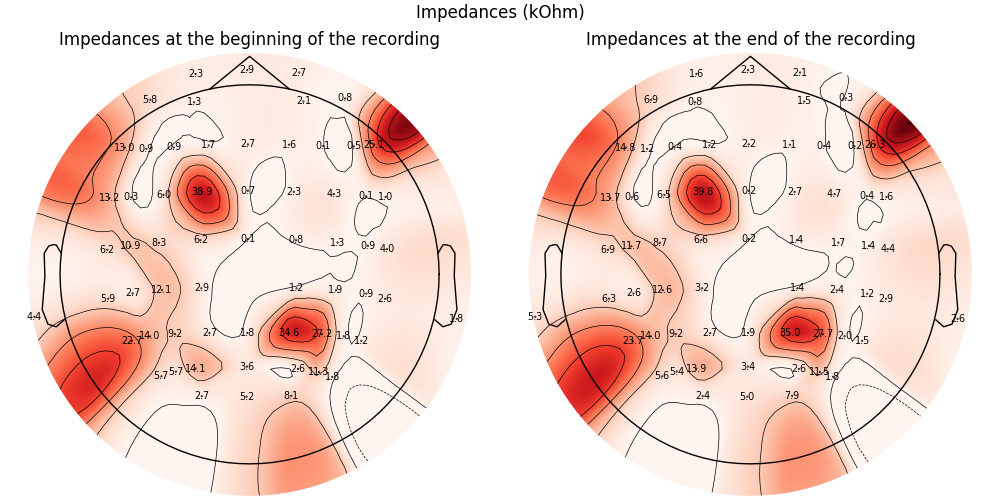 Impedances (kOhm)
Impedances at the beginning of the recording
2.3 2.9 2.7
5.8 1.3 2.1 0.8
13.0 0.9 0.9 1.7 2.7 1.6 0.1 0.5 25.1
13.2 0.3 6.0 38.9 0.7 2.3 4.3 0.1 1.0
6.2 10.9 8.3 6.2 0.1 0.8 1.3 0.9 4.0
5.9 2.7 12.1 2.9 1.2 1.9 0.9 2.6
4.4 1.8
22.7 14.0 9.2 2.7 1.8 34.6 27.2 1.8 1.2
5.7 5.7 14.1 3.6 2.6 11.3 1.8
2.7 5.2 8.1
Impedances at the end of the recording
1.6 2.3 2.1
6.9 0.8 1.5 0.3
14.8 1.2 0.4 1.2 2.2 1.1 0.4 0.2 26.3
13.7 0.6 6.5 39.8 0.2 2.7 4.7 0.4 1.6
6.9 11.7 8.7 6.6 0.2 1.4 1.7 1.4 4.4
6.3 2.6 12.6 3.2 1.4 2.4 1.2 2.9
5.3 2.6
23.7 14.0 9.2 2.7 1.9 35.0 27.7 2.0 1.5
5.6 5.4 13.9 3.4 2.6 11.5 1.8
2.4 5.0 7.9